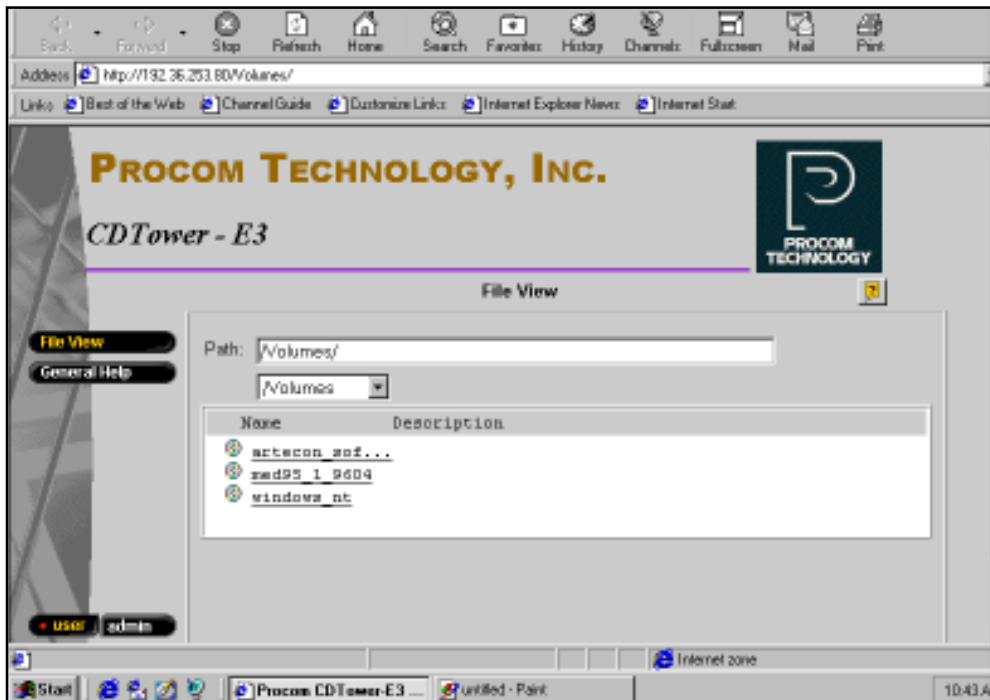 Back Forward Stop Refresh Home Search Favorites History Channels Fullscreen Mail Print
Address http://192.36.253.80/Volumes/
Links Best of the Web Channel Guide Customize Links Internet Explorer News Internet Start
PROCOM TECHNOLOGY, INC.
CDTower - E3
PROCOM
TECHNOLOGY
File View
File View
General Help
Path: /Volumes/
/Volumes
Name Description
artecon_sof...
med95_1_9604
windows_nt
user admin
Internet zone
Start Procom CDTower-E3 ... untitled - Paint 10:43 A